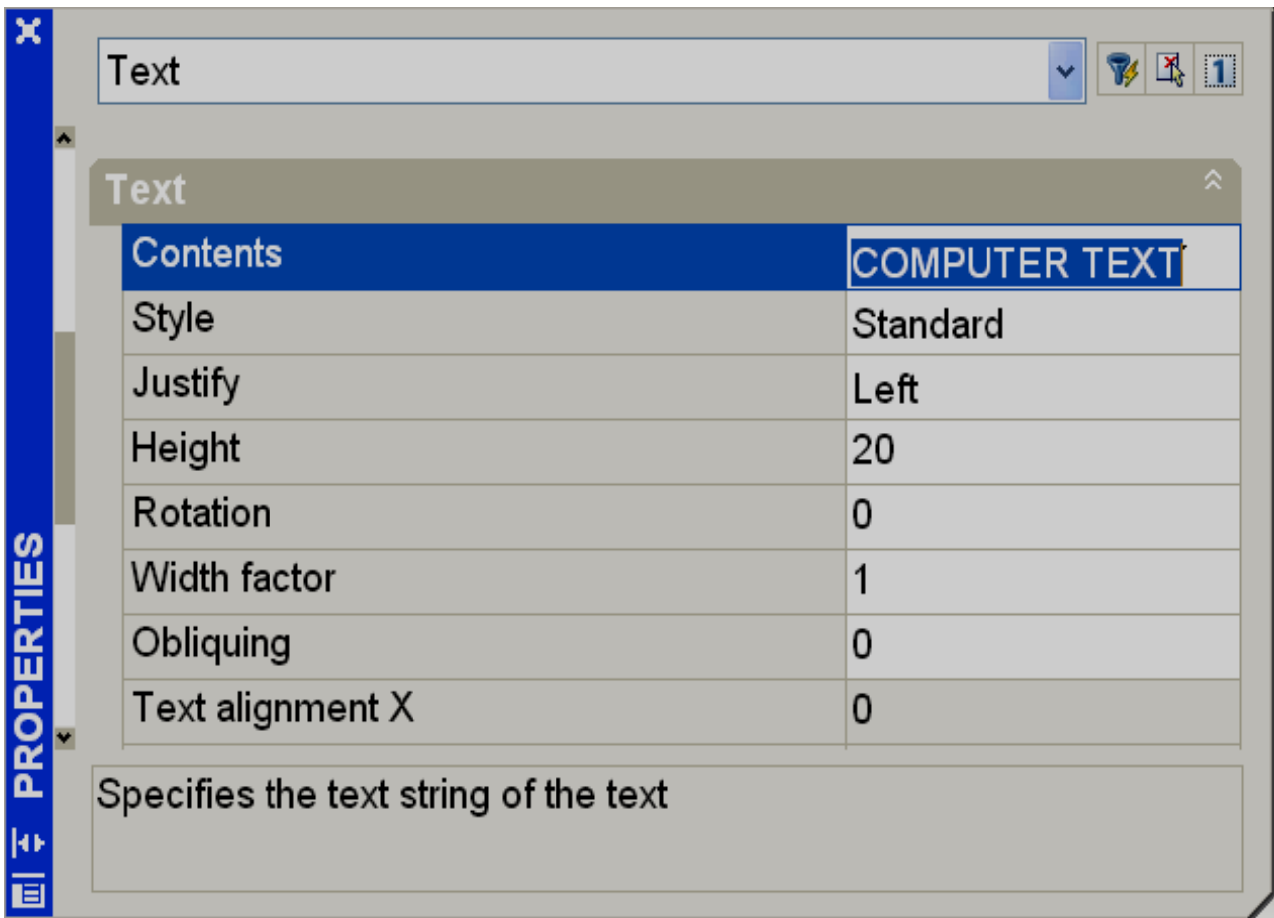 Text
1
Text
Contents COMPUTER TEXT
Style Standard
Justify Left
Height 20
Rotation 0
Width factor 1
Obliquing 0
Text alignment X 0
Specifies the text string of the text
PROPERTIES